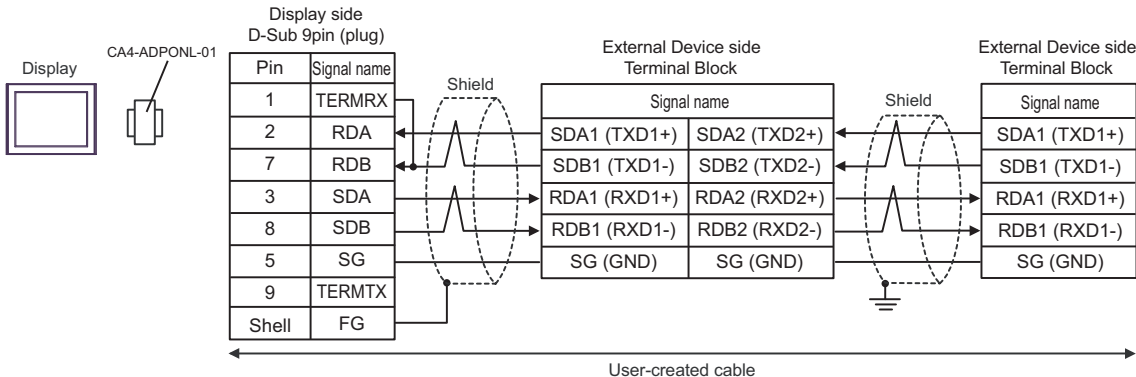 Display side
D-Sub 9pin (plug)
CA4-ADPONL-01
Display
External Device side
Terminal Block
External Device side
Terminal Block
Pin Signal name
Shield
Signal name
Shield
Signal name
1 TERMRX
2 RDA SDA1 (TXD1+) SDA2 (TXD2+) SDA1 (TXD1+)
7 RDB SDB1 (TXD1-) SDB2 (TXD2-) SDB1 (TXD1-)
3 SDA RDA1 (RXD1+) RDA2 (RXD2+) RDA1 (RXD1+)
8 SDB RDB1 (RXD1-) RDB2 (RXD2-) RDB1 (RXD1-)
5 SG SG (GND) SG (GND) SG (GND)
9 TERMTX
Shell FG
User-created cable